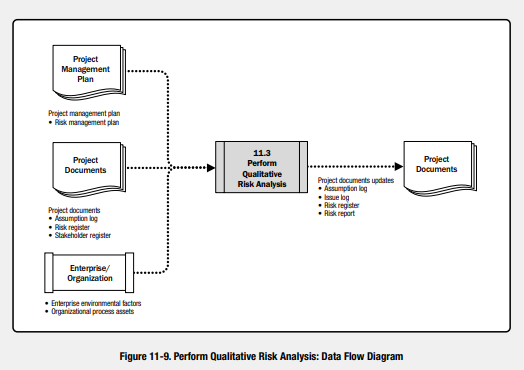 Project
Management
Plan
Project management plan
• Risk management plan
Project
Documents
Project documents
• Assumption log
• Risk register
• Stakeholder register
Enterprise/
Organization
• Enterprise environmental factors
• Organizational process assets
11.3
Perform
Qualitative
Risk Analysis
Project documents updates
• Assumption log
• Issue log
• Risk register
• Risk report
Project
Documents
Figure 11-9. Perform Qualitative Risk Analysis: Data Flow Diagram